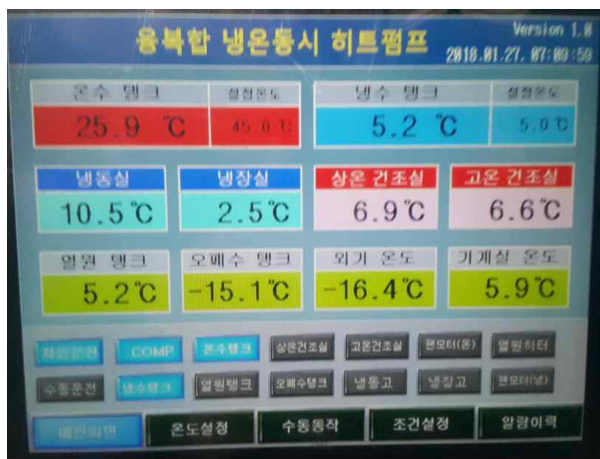 융복합 냉온동시 히트펌프
Version 1.0
2018.01.27. 07:09:59
온수 탱크 설정온도 냉수 탱크 설정온도
25.9 ℃ 45.0 ℃ 5.2 ℃ 5.0 ℃
냉동실 냉장실 상온 건조실 고온 건조실
10.5℃ 2.5℃ 6.9℃ 6.6℃
열원 탱크 오폐수 탱크 외기 온도 기계실 온도
5.2℃ -15.1℃ -16.4℃ 5.9℃
자동운전 COMP 온수탱크 상온건조실 고온건조실 팬모터(온) 열원히터
수동운전 냉수탱크 열원탱크 오폐수탱크 냉동고 냉장고 팬모터(냉)
메인화면 온도설정 수동동작 조건설정 알람이력